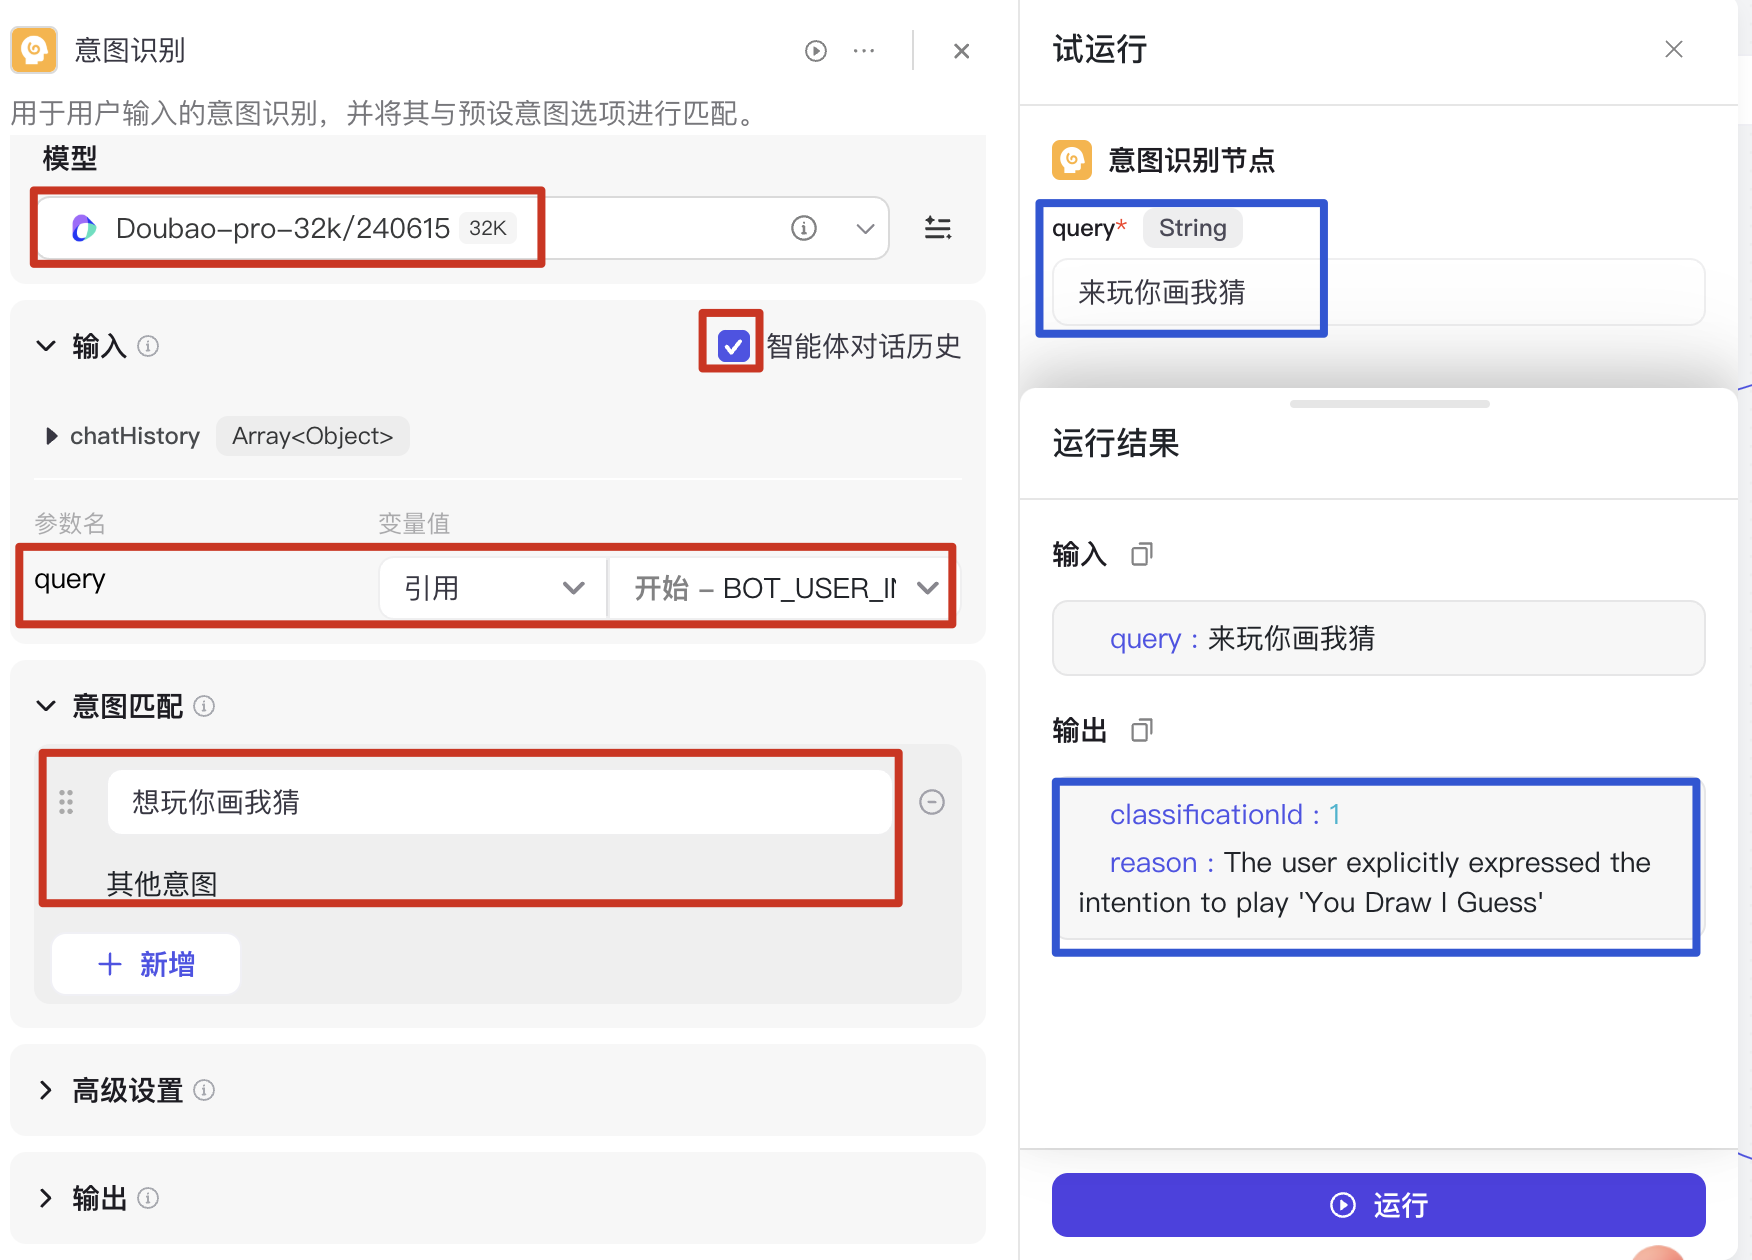 意图识别
用于用户输入的意图识别，并将其与预设意图选项进行匹配。
模型
Doubao-pro-32k/240615 32K
输入
智能体对话历史
chatHistory Array<Object>
参数名 变量值
query 引用 开始 - BOT_USER_IN
意图匹配
想玩你画我猜
其他意图
+ 新增
高级设置
输出
试运行
意图识别节点
query* String
来玩你画我猜
运行结果
输入
query : 来玩你画我猜
输出
classificationId : 1
reason : The user explicitly expressed the
intention to play 'You Draw I Guess'
运行